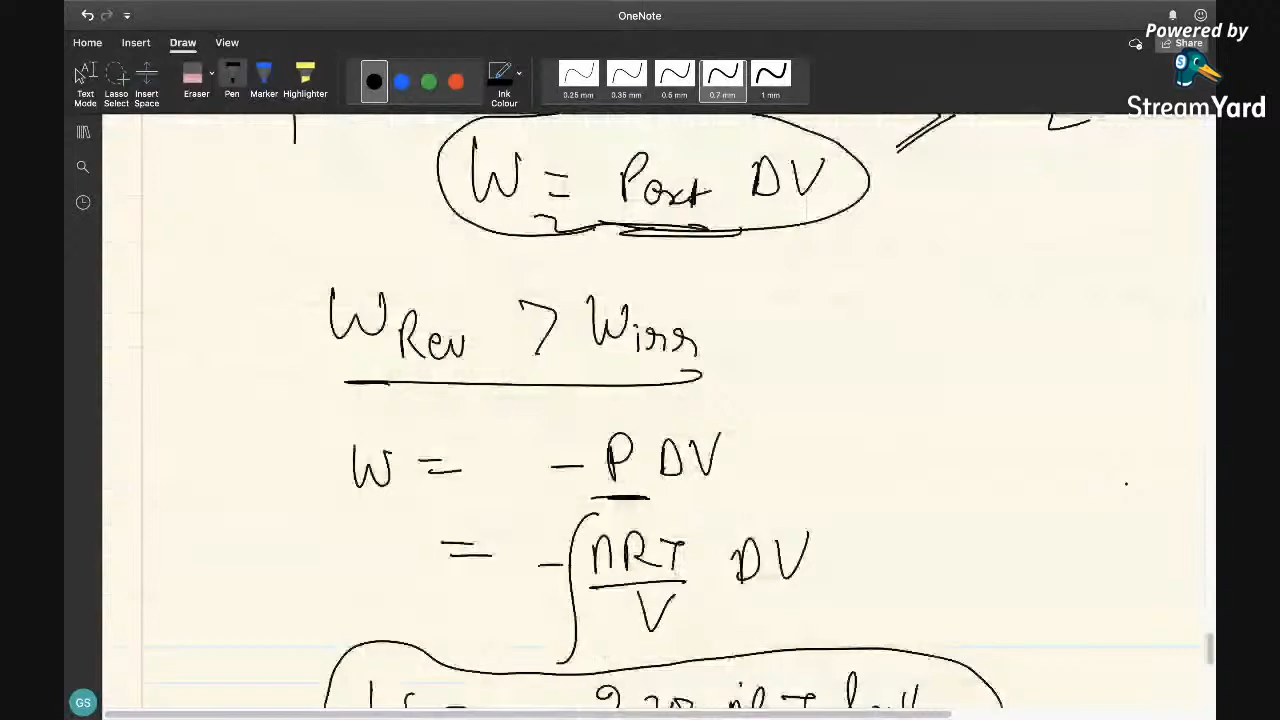 OneNote
Powered by
Home Insert Draw View
Share
StreamYard
Text Mode
Lasso Select
Insert Space
Eraser
Pen
Marker
Highlighter
Ink Colour
0.25 mm
0.35 mm
0.5 mm
0.7 mm
1 mm
W = Pext DV
WRev > Wirr
W = - P DV
= - ∫ nRT DV
V
GS